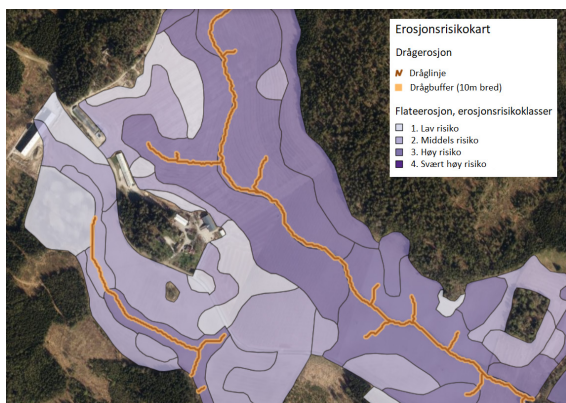 Erosjonsrisikokart
Drågerosjon
Dråglinje
Drågbuffer (10m bred)
Flateerosjon, erosjonsrisikoklasser
1. Lav risiko
2. Middels risiko
3. Høy risiko
4. Svært høy risiko